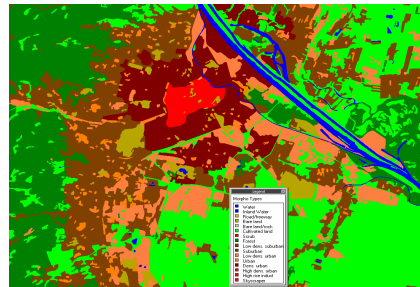 Legend
Morpho Types
Water
Inland Water
Road/freeway
Bare land
Bare land/rock
Cultivated land
Scrub
Forest
Low dens. suburban
Suburban
Low dens. urban
Urban
Dens. urban
High dens. urban
High rise indust
Skyscraper